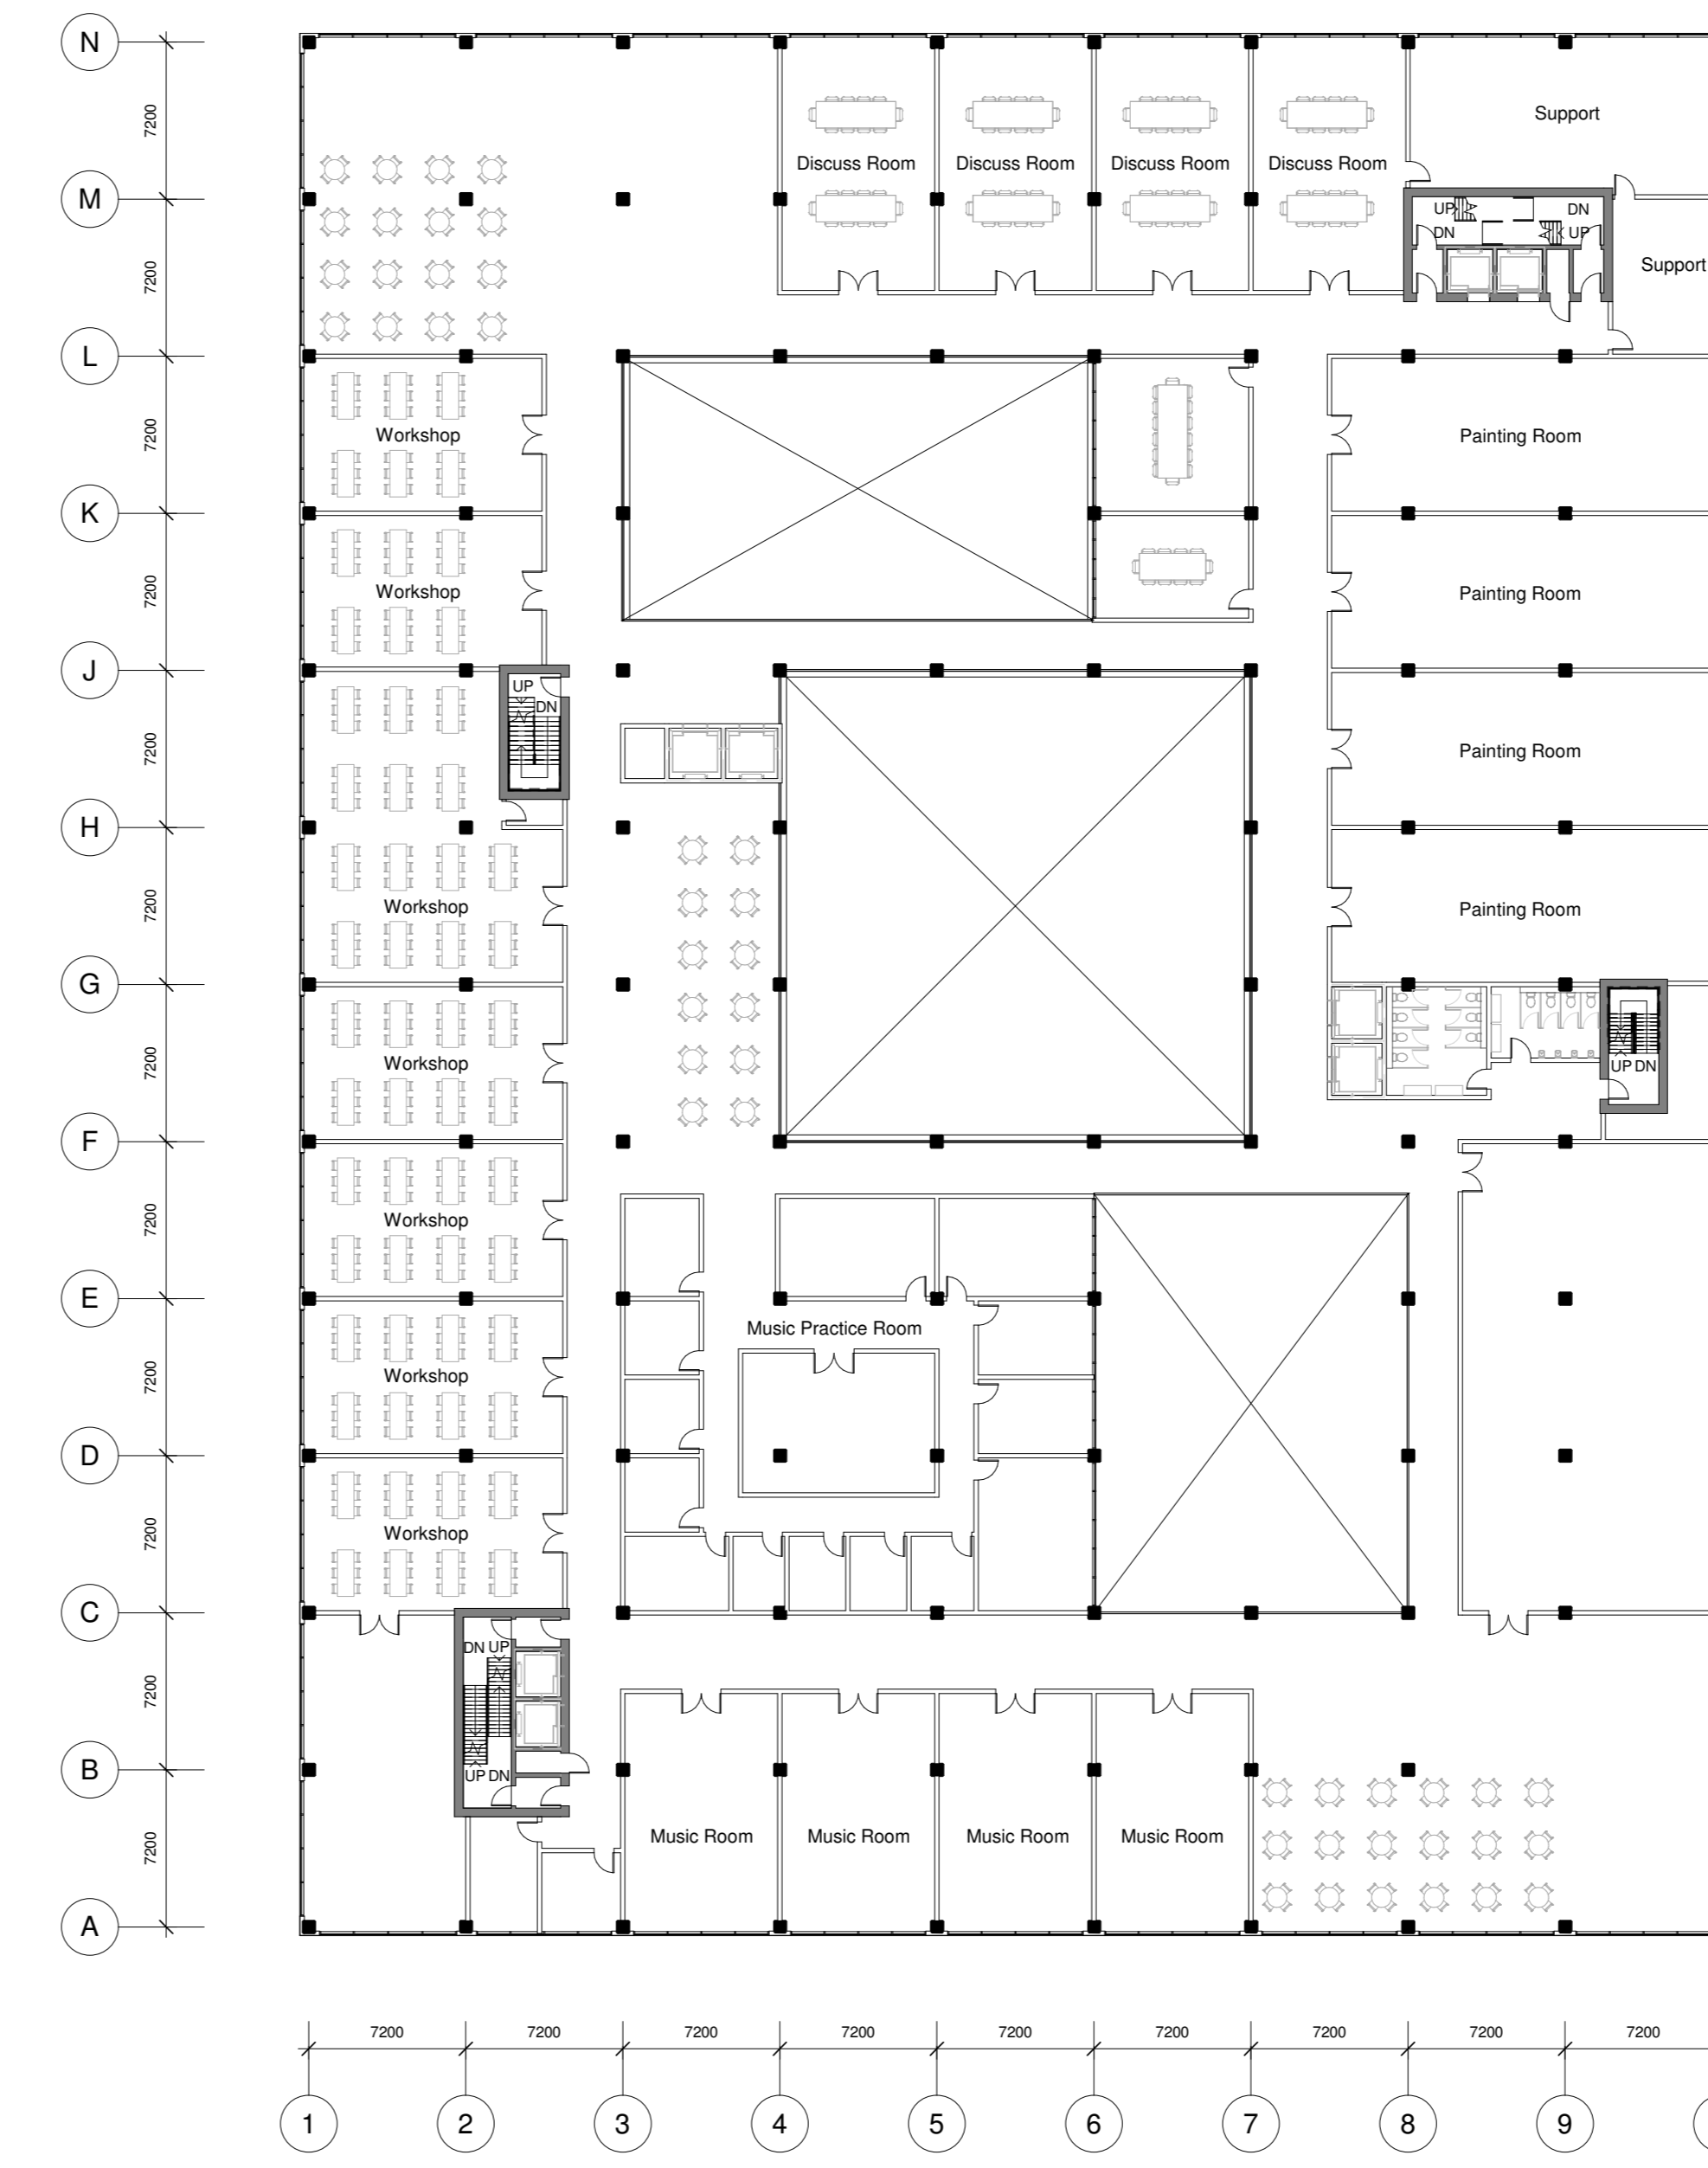 N
7200
Support
Discuss Room Discuss Room Discuss Room Discuss Room
M
UP DN
DN UP
Support
7200
L
7200
Workshop
Painting Room
K
7200
Workshop
Painting Room
J
UP
DN
7200
Painting Room
H
7200
Workshop
Painting Room
G
7200
Workshop
UP DN
F
7200
Workshop
E
Music Practice Room
7200
Workshop
D
7200
Workshop
C
DN UP
7200
B
UP DN
7200
Music Room Music Room Music Room Music Room
A
7200 7200 7200 7200 7200 7200 7200 7200 7200
1 2 3 4 5 6 7 8 9